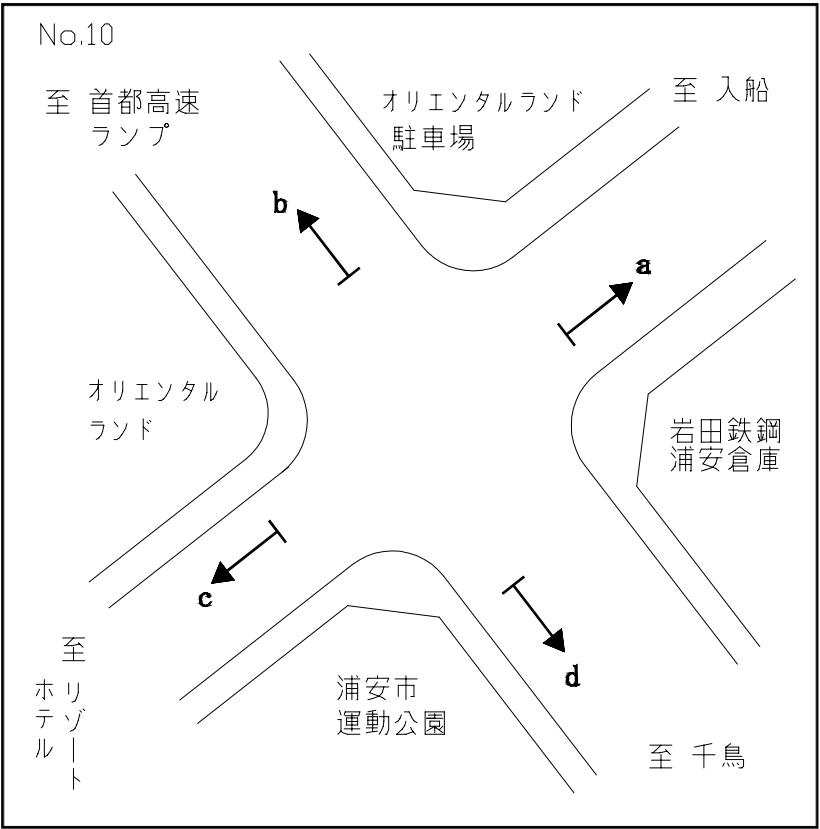 No.10
至 首都高速
ランプ
オリエンタルランド
駐車場
至 入船
b
a
オリエンタル
ランド
岩田鉄鋼
浦安倉庫
c
d
至
リゾート
ホテル
浦安市
運動公園
至 千鳥